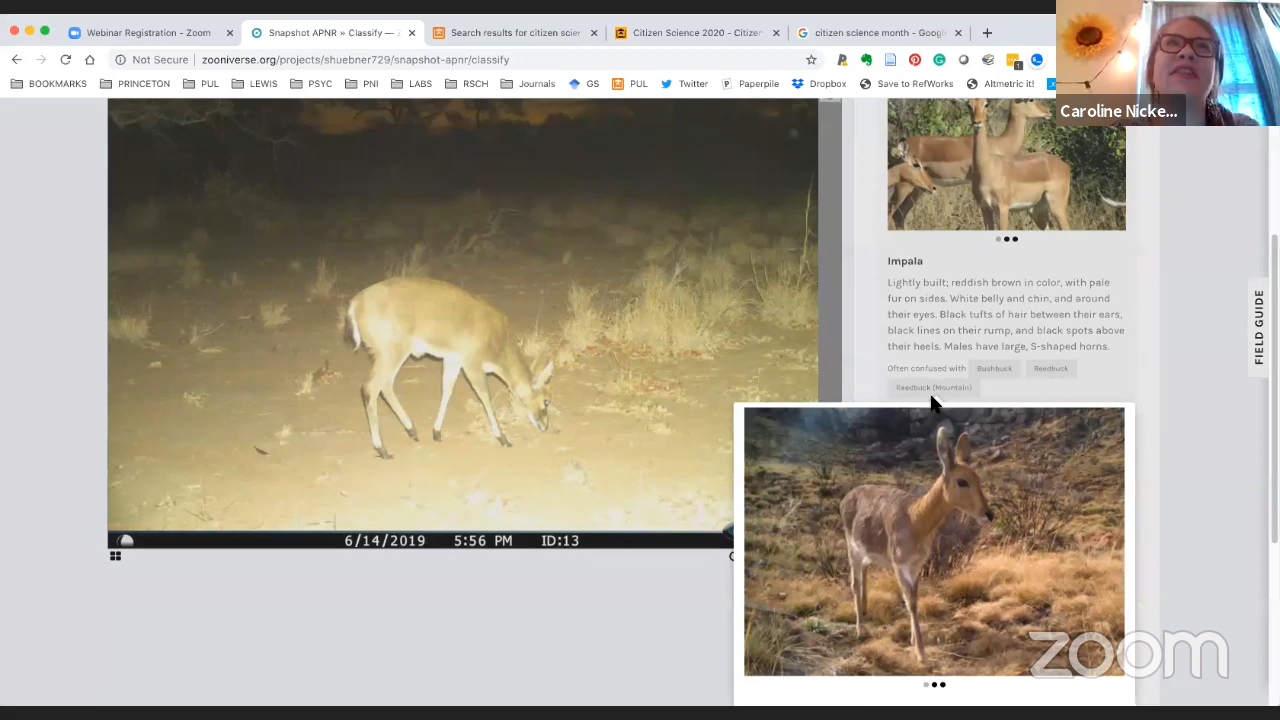 Webinar Registration - Zoom
Snapshot APNR » Classify — Z
Search results for citizen scien
Citizen Science 2020 - Citizen
citizen science month - Google
Not Secure
zooniverse.org/projects/shuebner729/snapshot-apnr/classify
BOOKMARKS PRINCETON PUL LEWIS PSYC PNI LABS RSCH Journals GS PUL Twitter Paperpile Dropbox Save to RefWorks Altmetric it!
Caroline Nicke...
Impala
Lightly built; reddish brown in color, with pale
fur on sides. White belly and chin, and around
their eyes. Black tufts of hair between their ears,
black lines on their rump, and black spots above
their heels. Males have large, S-shaped horns.
Often confused with Bushbuck Reedbuck
Reedbuck (Mountain)
FIELD GUIDE
6/14/2019 5:56 PM ID:13
zoom